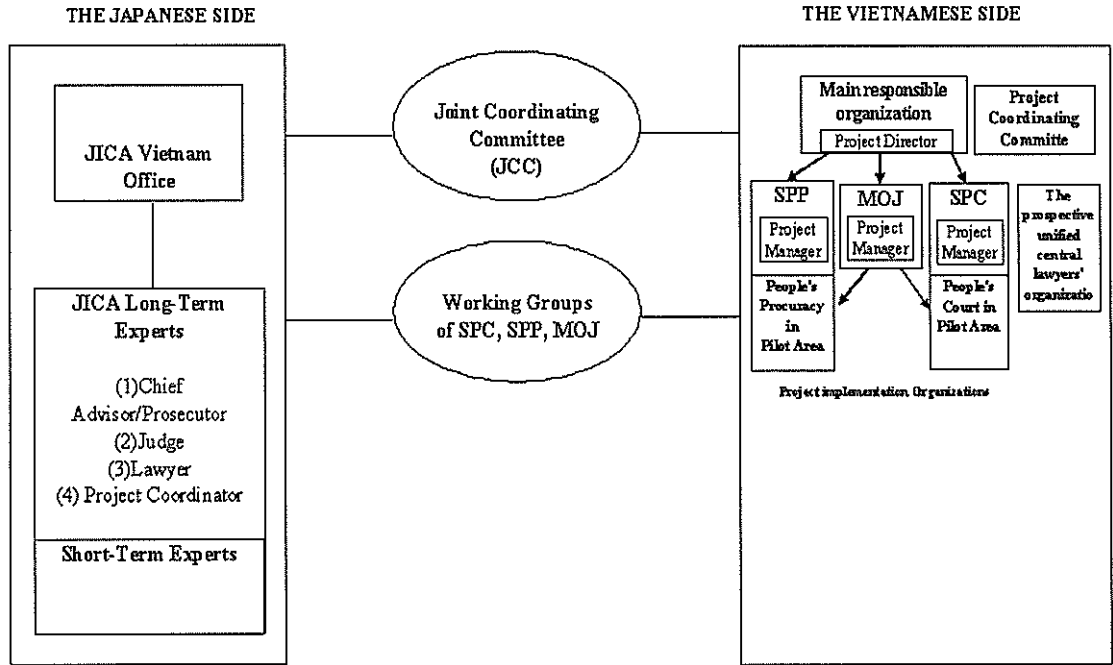 THE JAPANESE SIDE
THE VIETNAMESE SIDE
JICA Vietnam
Office
JICA Long-Term
Experts
(1)Chief
Advisor/Prosecutor
(2)Judge
(3)Lawyer
(4) Project Coordinator
Short-Term Experts
Joint Coordinating
Committee
(JCC)
Working Groups
of SPC, SPP, MOJ
Main responsible
organization
Project Director
Project
Coordinating
Committe
SPP
Project
Manager
MOJ
Project
Manager
SPC
Project
Manager
The
prospective
unified
central
lawyers'
organizatio
People's
Procuracy
in
Pilot Area
People's
Court in
Pilot Area
Project implementation Organizations